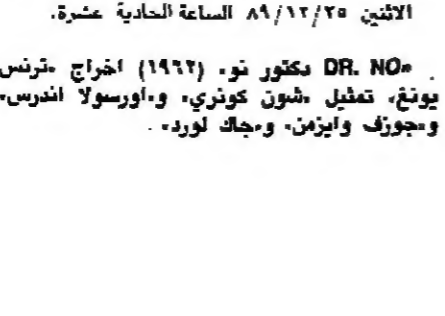 الاثنين ٨٩/١٢/٢٥ الساعة الحادية عشرة.
«DR. NO دكتور نو» (١٩٦٢) اخراج «ترنس
يونغ» تمثيل «شون كونري» و«اورسولا اندرس»
و«جوزف وايزمن» و«جاك لورد».